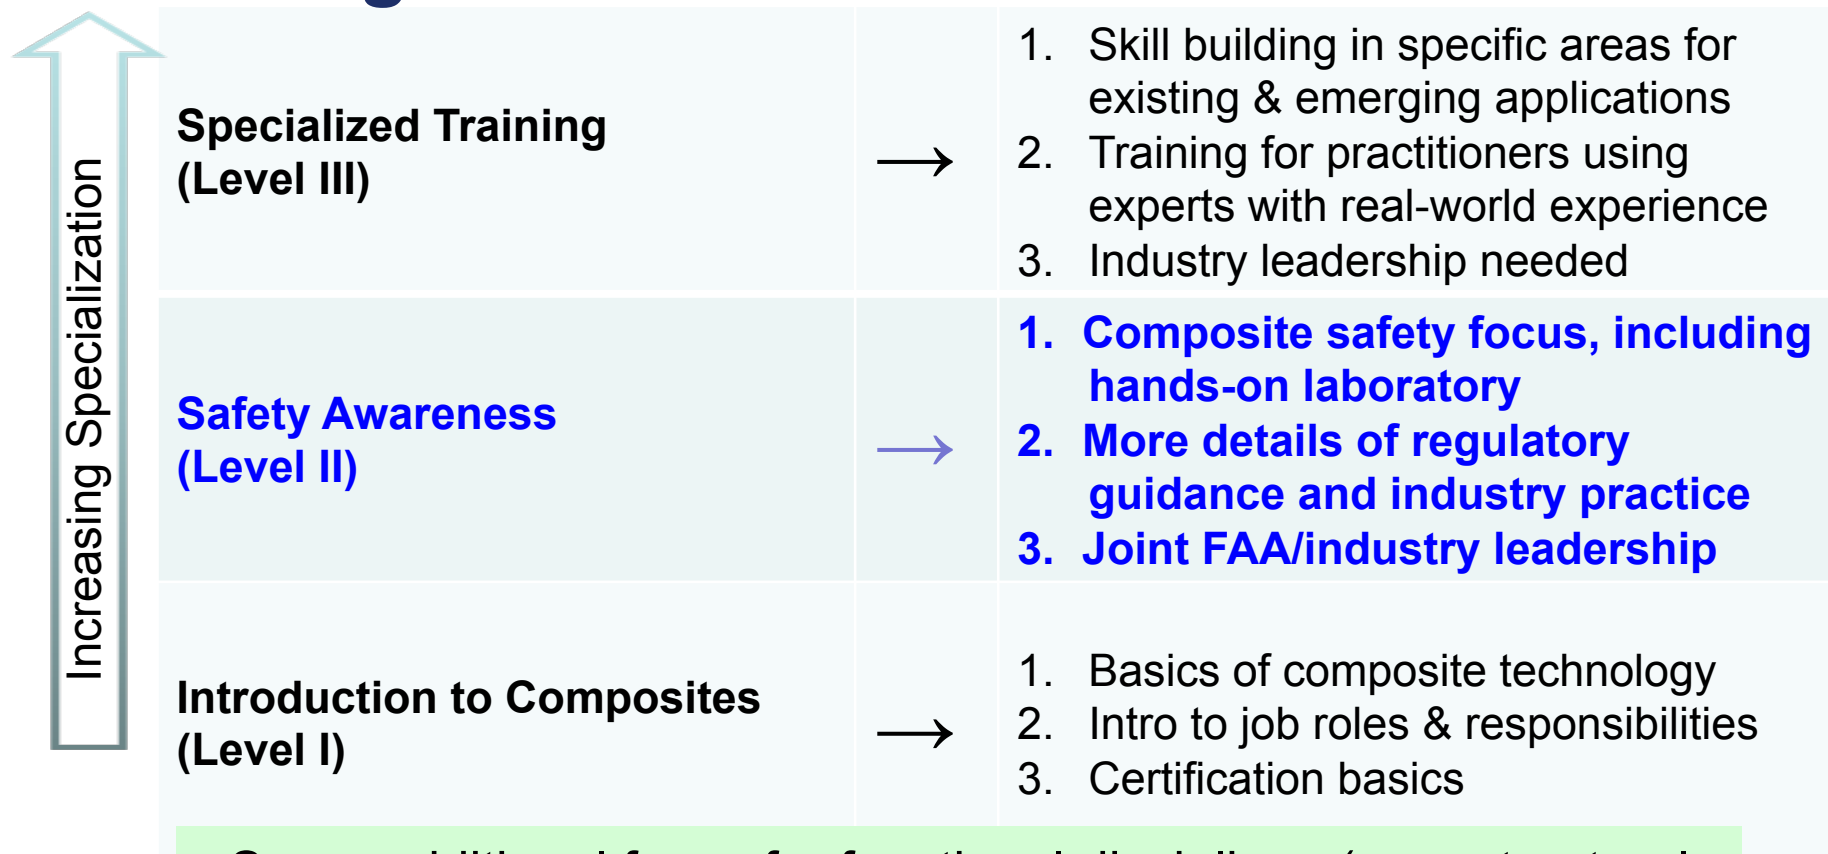 Increasing Specialization
Specialized Training
(Level III)
→
1. Skill building in specific areas for
existing & emerging applications
2. Training for practitioners using
experts with real-world experience
3. Industry leadership needed
Safety Awareness
(Level II)
→
1. Composite safety focus, including
hands-on laboratory
2. More details of regulatory
guidance and industry practice
3. Joint FAA/industry leadership
Introduction to Composites
(Level I)
→
1. Basics of composite technology
2. Intro to job roles & responsibilities
3. Certification basics